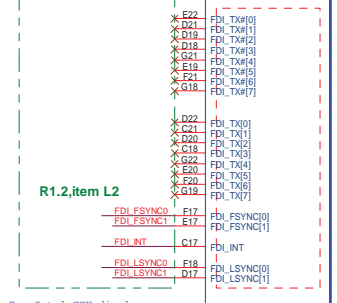 E22 FDI_TX#[0]
D21 FDI_TX#[1]
D19 FDI_TX#[2]
D18 FDI_TX#[3]
G21 FDI_TX#[4]
E19 FDI_TX#[5]
F21 FDI_TX#[6]
G18 FDI_TX#[7]
D22 FDI_TX[0]
C21 FDI_TX[1]
D20 FDI_TX[2]
C18 FDI_TX[3]
G22 FDI_TX[4]
E20 FDI_TX[5]
F20 FDI_TX[6]
G19 FDI_TX[7]
R1.2,item L2
FDI_FSYNC0 F17 FDI_FSYNC[0]
FDI_FSYNC1 E17 FDI_FSYNC[1]
FDI_INT C17 FDI_INT
FDI_LSYNC0 F18 FDI_LSYNC[0]
FDI_LSYNC1 D17 FDI_LSYNC[1]